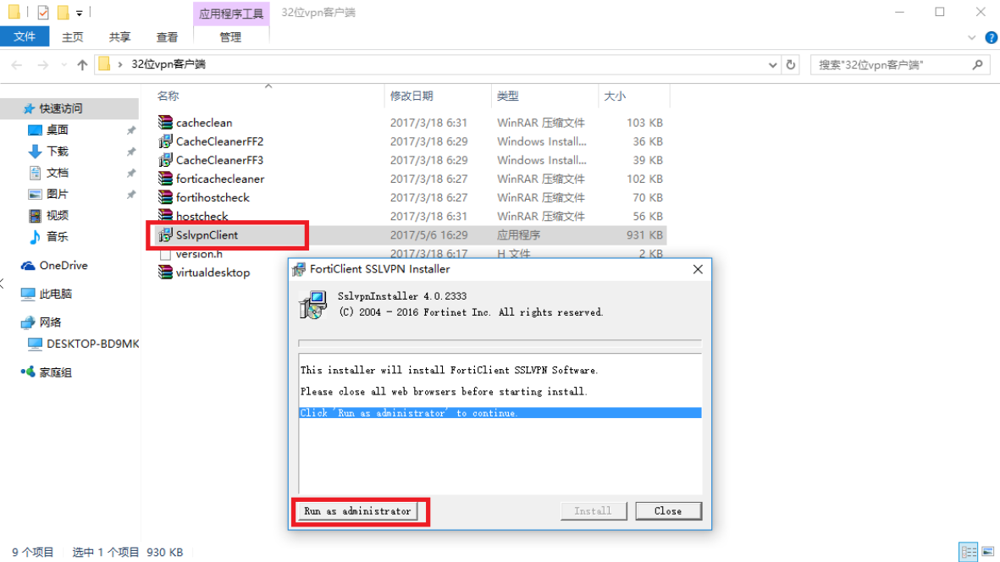 应用程序工具 32位vpn客户端
文件 主页 共享 查看 管理
32位vpn客户端 搜索"32位vpn客户端"
名称 修改日期 类型 大小
快速访问
桌面
下载
文档
图片
视频
音乐
OneDrive
此电脑
网络
DESKTOP-BD9MK
家庭组
cacheclean 2017/3/18 6:31 WinRAR 压缩文件 103 KB
CacheCleanerFF2 2017/3/18 6:29 Windows Install... 36 KB
CacheCleanerFF3 2017/3/18 6:29 Windows Install... 39 KB
forticachecleaner 2017/3/18 6:27 WinRAR 压缩文件 102 KB
fortihostcheck 2017/3/18 6:27 WinRAR 压缩文件 70 KB
hostcheck 2017/3/18 6:31 WinRAR 压缩文件 56 KB
SslvpnClient 2017/5/6 16:29 应用程序 931 KB
version.h 2017/3/18 6:17 H 文件 2 KB
virtualdesktop
FortiClient SSLVPN Installer
SslvpnInstaller 4.0.2333
(C) 2004 - 2016 Fortinet Inc. All rights reserved.
This installer will install FortiClient SSLVPN Software.
Please close all web browsers before starting install.
Click 'Run as administrator' to continue.
Run as administrator Install Close
9 个项目 选中 1 个项目 930 KB